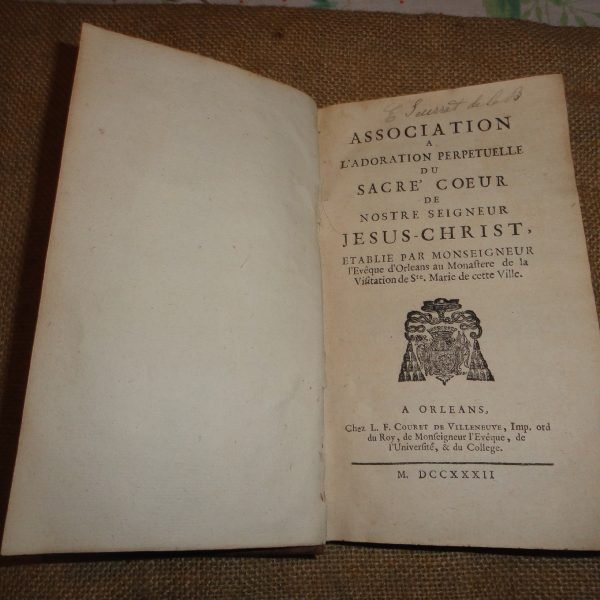 ASSOCIATION
A
L'ADORATION PERPETUELLE
DU
SACRE' COEUR
DE
NOSTRE SEIGNEUR
JESUS-CHRIST,
ETABLIE PAR MONSEIGNEUR
l'Evéque d'Orleans au Monastere de la
Visitation de Ste. Marie de cette Ville.
A ORLEANS,
Chez L. F. COURET DE VILLENEUVE, Imp. ord
du Roy, de Monseigneur l'Evéque, de
l'Université, & du College.
M. DCCXXXII